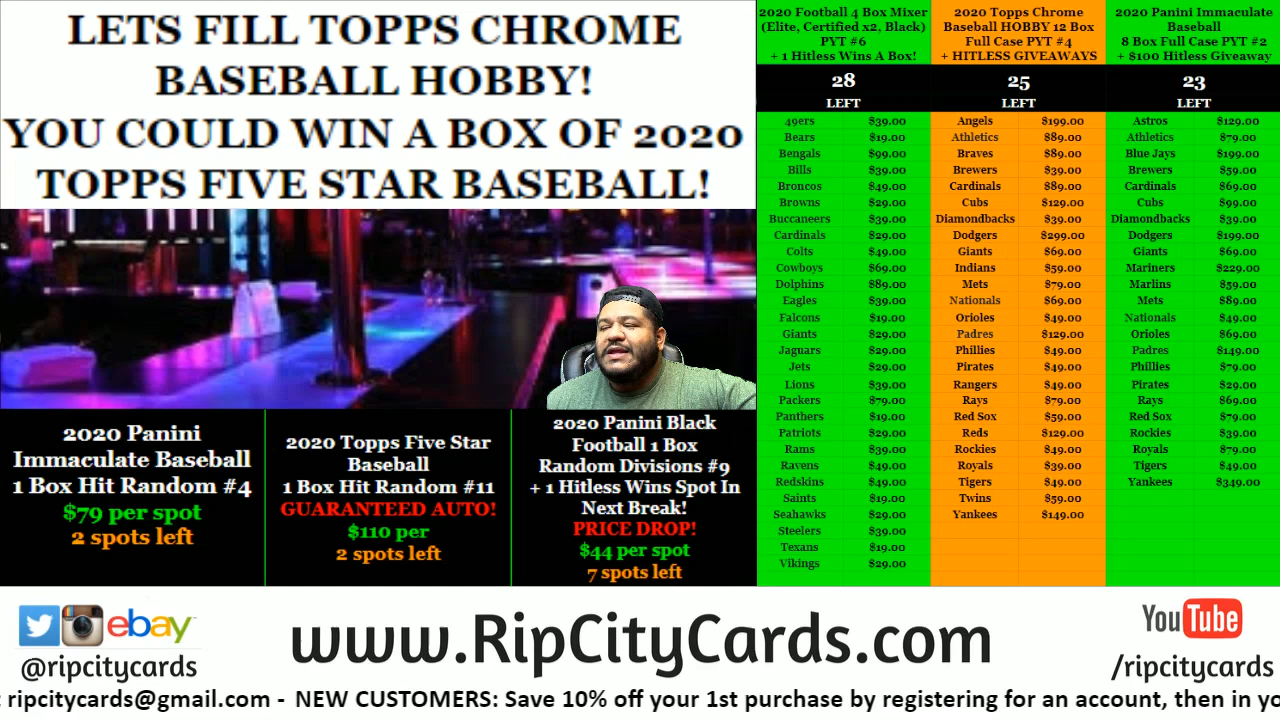 LETS FILL TOPPS CHROME
BASEBALL HOBBY!
YOU COULD WIN A BOX OF 2020
TOPPS FIVE STAR BASEBALL!
2020 Panini
Immaculate Baseball
1 Box Hit Random #4
$79 per spot
2 spots left
2020 Topps Five Star
Baseball
1 Box Hit Random #11
GUARANTEED AUTO!
$110 per
2 spots left
2020 Panini Black
Football 1 Box
Random Divisions #9
+ 1 Hitless Wins Spot In
Next Break!
PRICE DROP!
$44 per spot
7 spots left
2020 Football 4 Box Mixer
(Elite, Certified x2, Black)
PYT #6
+ 1 Hitless Wins A Box!
28
LEFT
49ers $39.00
Bears $19.00
Bengals $99.00
Bills $39.00
Broncos $49.00
Browns $29.00
Buccaneers $39.00
Cardinals $29.00
Colts $49.00
Cowboys $69.00
Dolphins $89.00
Eagles $39.00
Falcons $19.00
Giants $29.00
Jaguars $29.00
Jets $29.00
Lions $39.00
Packers $79.00
Panthers $19.00
Patriots $29.00
Rams $39.00
Ravens $49.00
Redskins $49.00
Saints $19.00
Seahawks $29.00
Steelers $39.00
Texans $19.00
Vikings $29.00
2020 Topps Chrome
Baseball HOBBY 12 Box
Full Case PYT #4
+ HITLESS GIVEAWAYS
25
LEFT
Angels $199.00
Athletics $89.00
Braves $89.00
Brewers $39.00
Cardinals $89.00
Cubs $129.00
Diamondbacks $39.00
Dodgers $299.00
Giants $69.00
Indians $59.00
Mets $79.00
Nationals $69.00
Orioles $49.00
Padres $129.00
Phillies $49.00
Pirates $49.00
Rangers $49.00
Rays $79.00
Red Sox $59.00
Reds $129.00
Rockies $49.00
Royals $39.00
Tigers $49.00
Twins $59.00
Yankees $149.00
2020 Panini Immaculate
Baseball
8 Box Full Case PYT #2
+ $100 Hitless Giveaway
23
LEFT
Astros $129.00
Athletics $79.00
Blue Jays $199.00
Brewers $59.00
Cardinals $69.00
Cubs $99.00
Diamondbacks $39.00
Dodgers $199.00
Giants $69.00
Mariners $229.00
Marlins $59.00
Mets $89.00
Nationals $49.00
Orioles $69.00
Padres $149.00
Phillies $79.00
Pirates $29.00
Rays $69.00
Red Sox $79.00
Rockies $39.00
Royals $79.00
Tigers $49.00
Yankees $349.00
ebay
@ripcitycards
www.RipCityCards.com
YouTube
/ripcitycards
: ripcitycards@gmail.com - NEW CUSTOMERS: Save 10% off your 1st purchase by registering for an account, then in yo